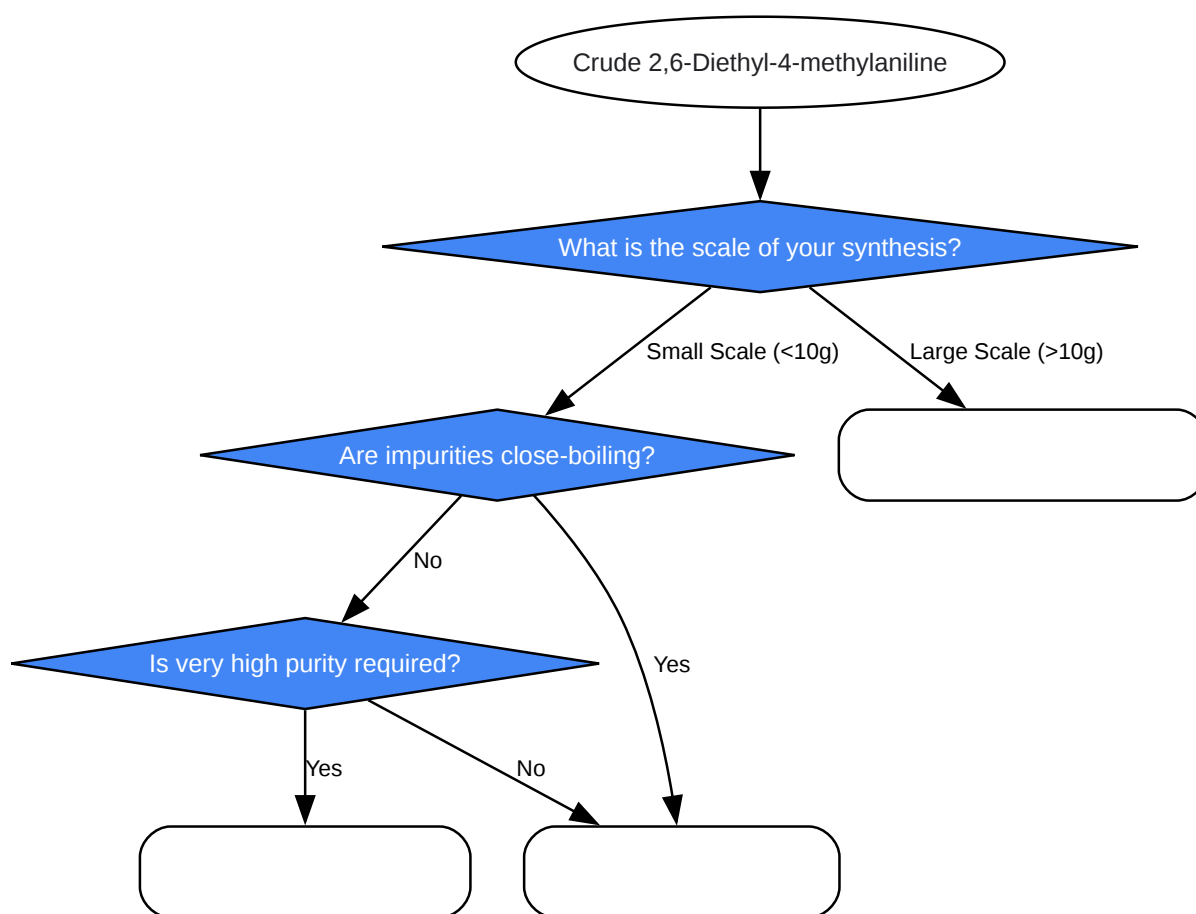 Crude 2,6-Diethyl-4-methylaniline
What is the scale of your synthesis?
Small Scale (<10g)
Large Scale (>10g)
Are impurities close-boiling?
No
Is very high purity required?
Yes
Yes
No